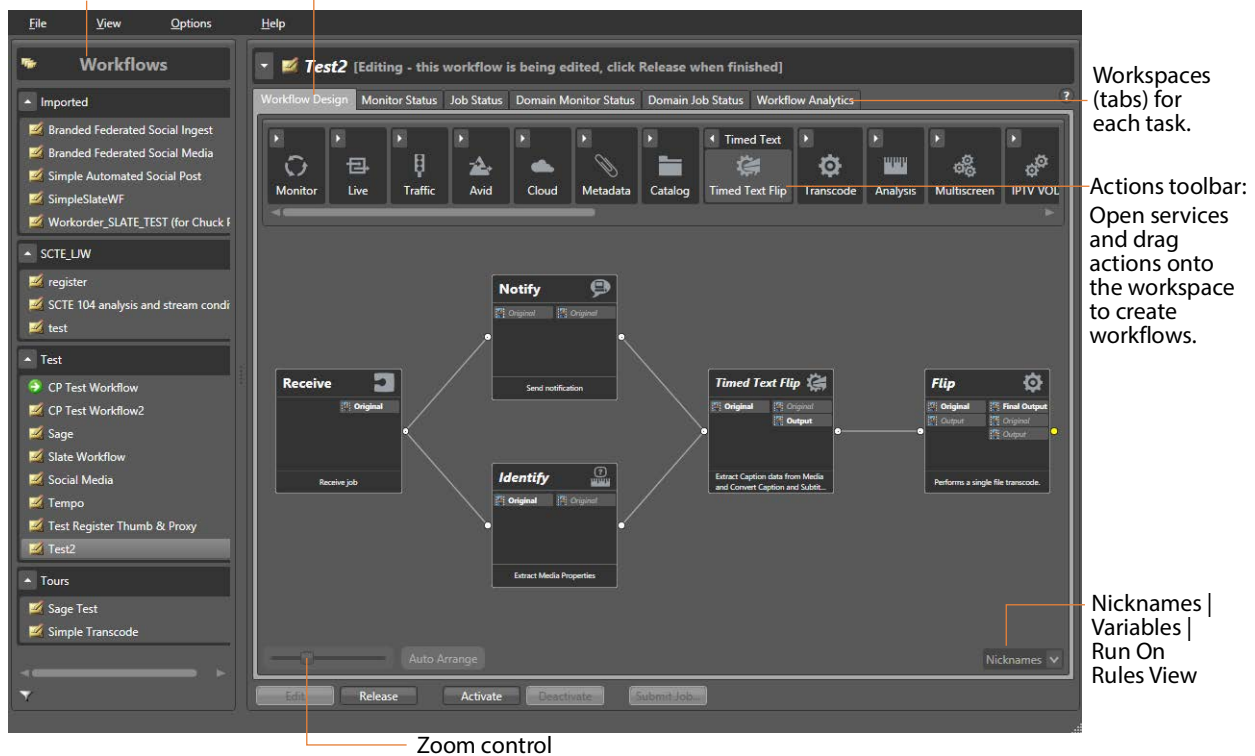 File View Options Help
Workflows
Imported
Branded Federated Social Ingest
Branded Federated Social Media
Simple Automated Social Post
SimpleSlateWF
Workorder_SLATE_TEST (for Chuck
SCTE_LJW
register
SCTE 104 analysis and stream condi
test
Test
CP Test Workflow
CP Test Workflow2
Sage
Slate Workflow
Social Media
Tempo
Test Register Thumb & Proxy
Test2
Tours
Sage Test
Simple Transcode
Test2 [Editing - this workflow is being edited, click Release when finished]
Workflow Design Monitor Status Job Status Domain Monitor Status Domain Job Status Workflow Analytics ?
Timed Text
Monitor Live Traffic Avid Cloud Metadata Catalog Timed Text Flip Transcode Analysis Multiscreen IPTV VOD
Notify
Original Original
Send notification
Receive
Original
Receive job
Identify
Original Original
Extract Media Properties
Timed Text Flip
Original Original
Output
Extract Caption data from Media
and Convert Caption and Subtit...
Flip
Original Final Output
Output Original
Output
Performs a single file transcode.
Auto Arrange
Nicknames
Edit Release Activate Deactivate Submit Job...
Workspaces
(tabs) for
each task.
Actions toolbar:
Open services
and drag
actions onto
the workspace
to create
workflows.
Nicknames |
Variables |
Run On
Rules View
Zoom control